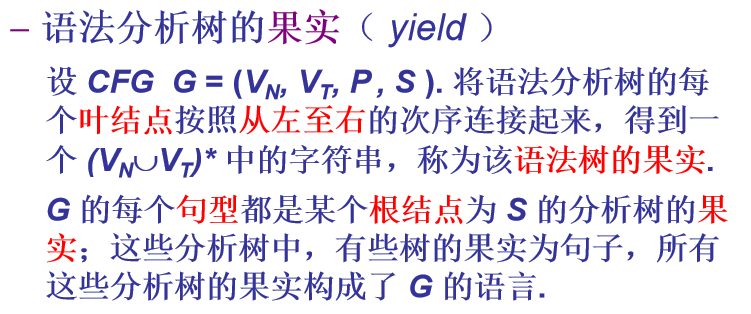 – 语法分析树的果实（ yield ）
设 CFG G = (VN, VT, P , S ). 将语法分析树的每
个叶结点按照从左至右的次序连接起来，得到一
个 (VN∪VT)* 中的字符串，称为该语法树的果实.
G 的每个句型都是某个根结点为 S 的分析树的果
实；这些分析树中，有些树的果实为句子，所有
这些分析树的果实构成了 G 的语言.